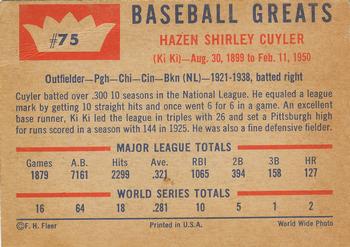 #75
BASEBALL GREATS
HAZEN SHIRLEY CUYLER
(Ki Ki)—Aug. 30, 1899 to Feb. 11, 1950
Outfielder—Pgh—Chi—Cin—Bkn (NL)—1921-1938, batted right
Cuyler batted over .300 10 seasons in the National League. He equaled a league
mark by getting 10 straight hits and once went 6 for 6 in a game. An excellent
base runner, Ki Ki led the league in triples with 26 and set a Pittsburgh high
for runs scored in a season with 144 in 1925. He was also a fine defensive fielder.
MAJOR LEAGUE TOTALS
Games A.B. Hits Ave. RBI 2B 3B HR
1879 7161 2299 .321 1065 394 158 127
WORLD SERIES TOTALS
16 64 18 .281 10 5 1 2
©F. H. Fleer Printed in U.S.A. World Wide Photo